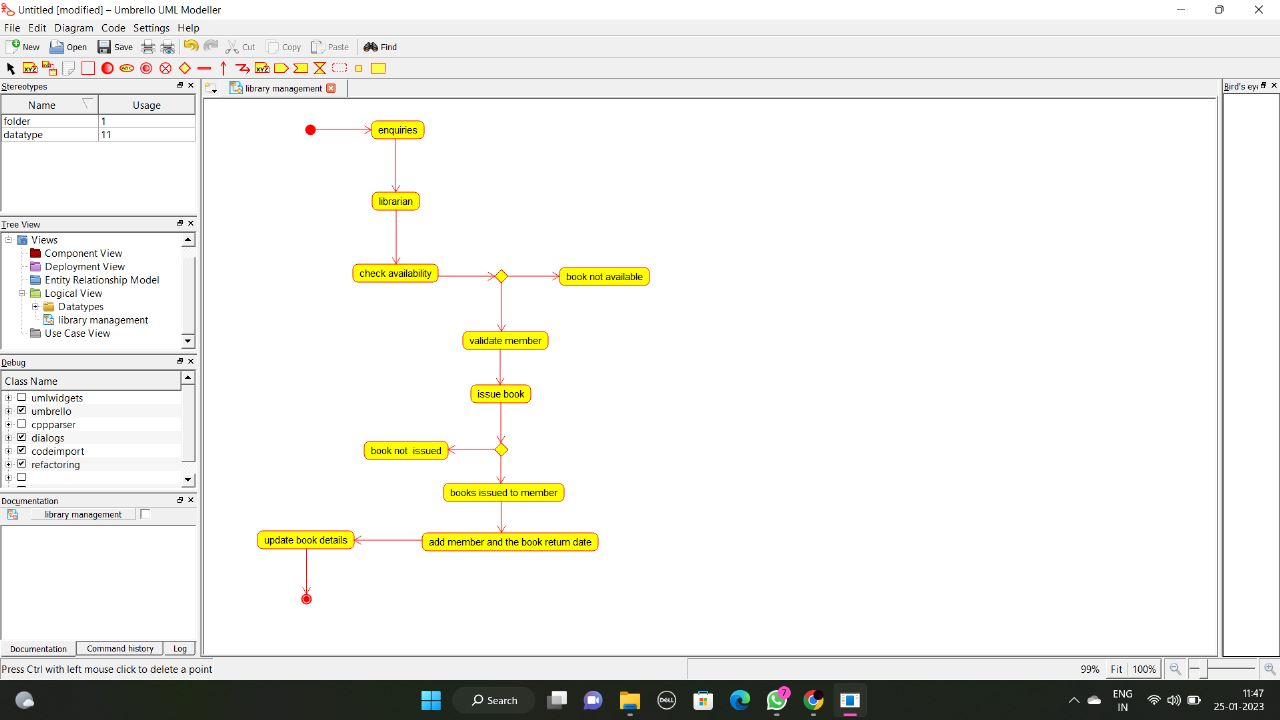 Untitled [modified] – Umbrello UML Modeller
File Edit Diagram Code Settings Help
New Open Save Cut Copy Paste Find
Stereotypes
Name Usage
folder 1
datatype 11
Tree View
Views
Component View
Deployment View
Entity Relationship Model
Logical View
Datatypes
library management
Use Case View
Debug
Class Name
umlwidgets
umbrello
cppparser
dialogs
codeimport
refactoring
Documentation
library management
Documentation Command history Log
Press Ctrl with left mouse click to delete a point
library management
enquiries
librarian
check availability
book not available
validate member
issue book
book not issued
books issued to member
update book details
add member and the book return date
Bird's eye
99% Fit 100%
Search
DELL
7
ENG
IN
11:47
25-01-2023